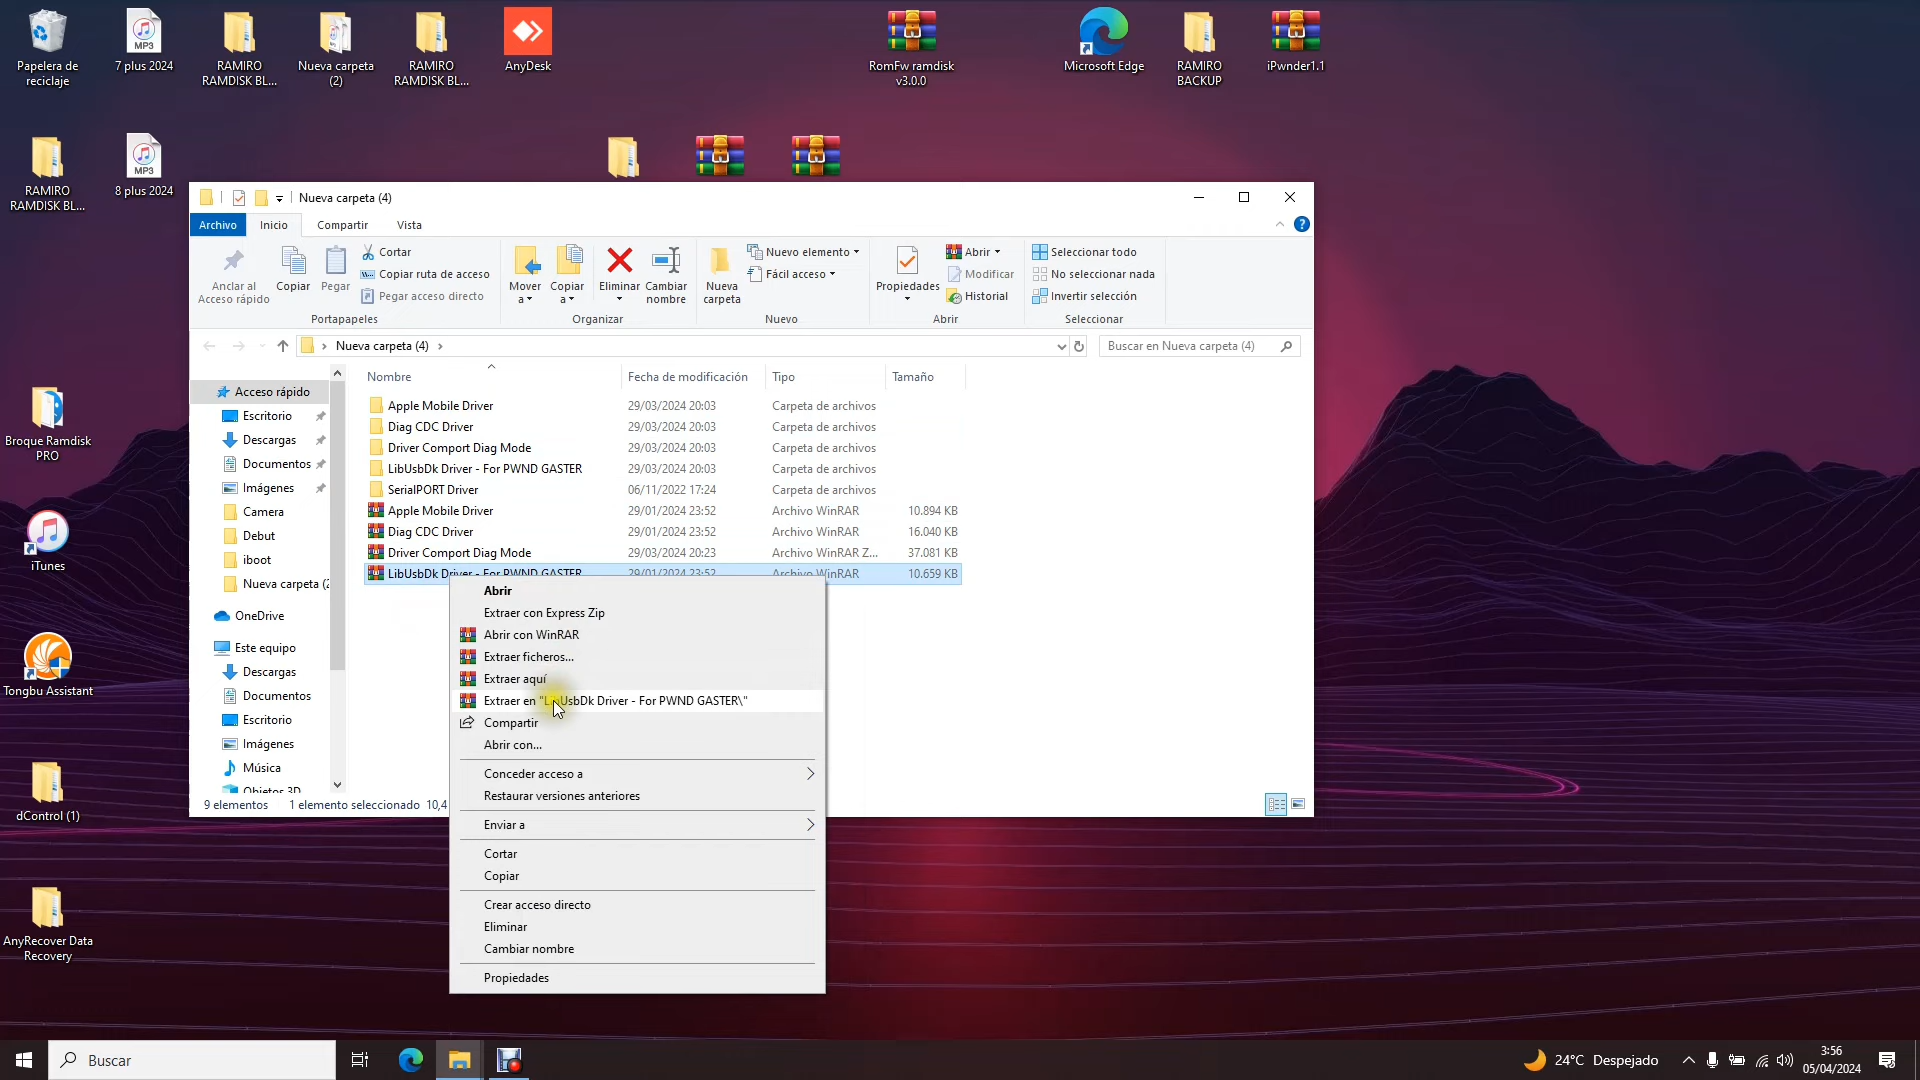 Papelera de
reciclaje
MP3
7 plus 2024
RAMIRO
RAMDISK BL...
Nueva carpeta
(2)
RAMIRO
RAMDISK BL...
AnyDesk
RomFw ramdisk
v3.0.0
Microsoft Edge
RAMIRO
BACKUP
iPwnder1.1
RAMIRO
RAMDISK BL...
MP3
8 plus 2024
Broque Ramdisk
PRO
iTunes
Tongbu Assistant
dControl (1)
AnyRecover Data
Recovery
Nueva carpeta (4)
Archivo
Inicio
Compartir
Vista
Anclar al
Acceso rápido
Copiar
Pegar
Cortar
Copiar ruta de acceso
Pegar acceso directo
Portapapeles
Mover
a
Copiar
a
Eliminar
Cambiar
nombre
Organizar
Nueva
carpeta
Nuevo elemento
Fácil acceso
Nuevo
Propiedades
Abrir
Modificar
Historial
Abrir
Seleccionar todo
No seleccionar nada
Invertir selección
Seleccionar
Nueva carpeta (4)
Buscar en Nueva carpeta (4)
Acceso rápido
Escritorio
Descargas
Documentos
Imágenes
Camera
Debut
iboot
Nueva carpeta (2
OneDrive
Este equipo
Descargas
Documentos
Escritorio
Imágenes
Música
Objetos 3D
Nombre Fecha de modificación Tipo Tamaño
Apple Mobile Driver 29/03/2024 20:03 Carpeta de archivos
Diag CDC Driver 29/03/2024 20:03 Carpeta de archivos
Driver Comport Diag Mode 29/03/2024 20:03 Carpeta de archivos
LibUsbDk Driver - For PWND GASTER 29/03/2024 20:03 Carpeta de archivos
SerialPORT Driver 06/11/2022 17:24 Carpeta de archivos
Apple Mobile Driver 29/01/2024 23:52 Archivo WinRAR 10.894 KB
Diag CDC Driver 29/01/2024 23:52 Archivo WinRAR 16.040 KB
Driver Comport Diag Mode 29/03/2024 20:23 Archivo WinRAR Z... 37.081 KB
LibUsbDk Driver - For PWND GASTER 29/01/2024 23:52 Archivo WinRAR 10.659 KB
Abrir
Extraer con Express Zip
Abrir con WinRAR
Extraer ficheros...
Extraer aquí
Extraer en "LibUsbDk Driver - For PWND GASTER\"
Compartir
Abrir con...
Conceder acceso a
Restaurar versiones anteriores
Enviar a
Cortar
Copiar
Crear acceso directo
Eliminar
Cambiar nombre
Propiedades
9 elementos 1 elemento seleccionado 10,4
Buscar
24°C Despejado
3:56
05/04/2024